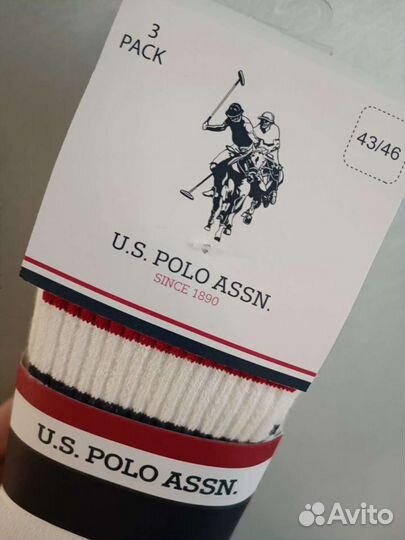 3
PACK
43/46
U.S. POLO ASSN.
SINCE 1890
U.S. POLO ASSN.
Avito